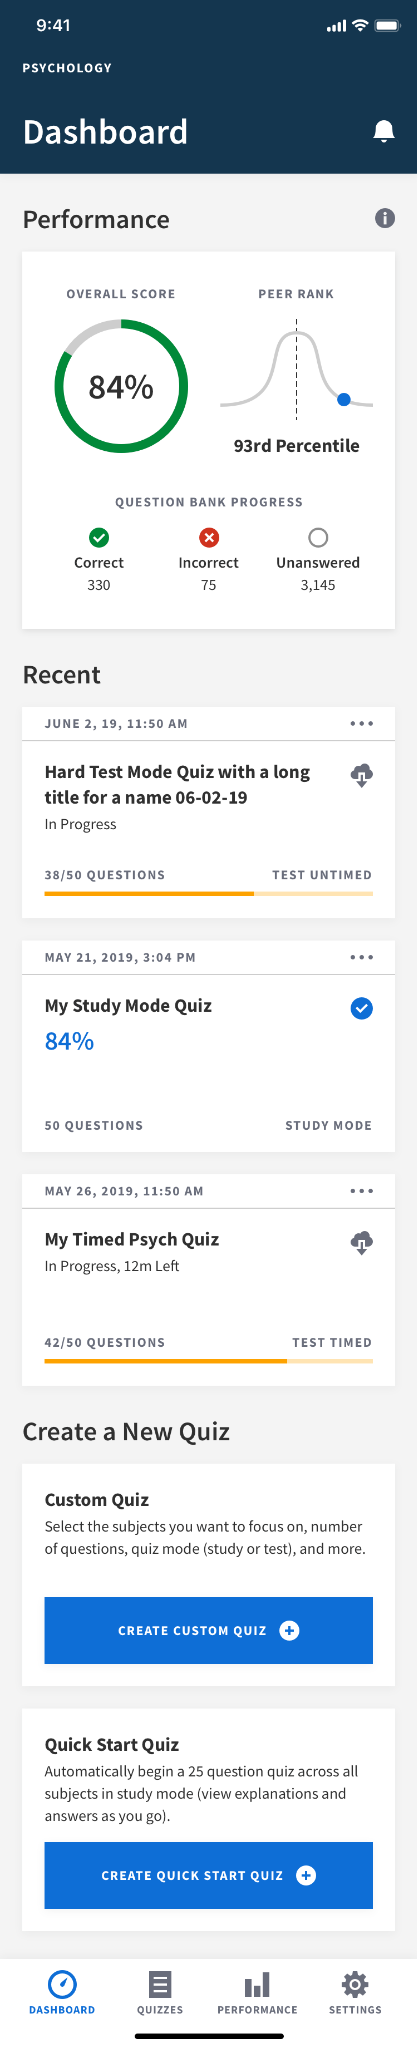 9:41
PSYCHOLOGY
Dashboard
Performance
OVERALL SCORE
PEER RANK
84%
93rd Percentile
QUESTION BANK PROGRESS
Correct
Incorrect
Unanswered
330
75
3,145
Recent
JUNE 2, 19, 11:50 AM
Hard Test Mode Quiz with a long
title for a name 06-02-19
In Progress
38/50 QUESTIONS
TEST UNTIMED
MAY 21, 2019, 3:04 PM
My Study Mode Quiz
84%
50 QUESTIONS
STUDY MODE
MAY 26, 2019, 11:50 AM
My Timed Psych Quiz
In Progress, 12m Left
42/50 QUESTIONS
TEST TIMED
Create a New Quiz
Custom Quiz
Select the subjects you want to focus on, number
of questions, quiz mode (study or test), and more.
CREATE CUSTOM QUIZ
Quick Start Quiz
Automatically begin a 25 question quiz across all
subjects in study mode (view explanations and
answers as you go).
CREATE QUICK START QUIZ
DASHBOARD
QUIZZES
PERFORMANCE
SETTINGS